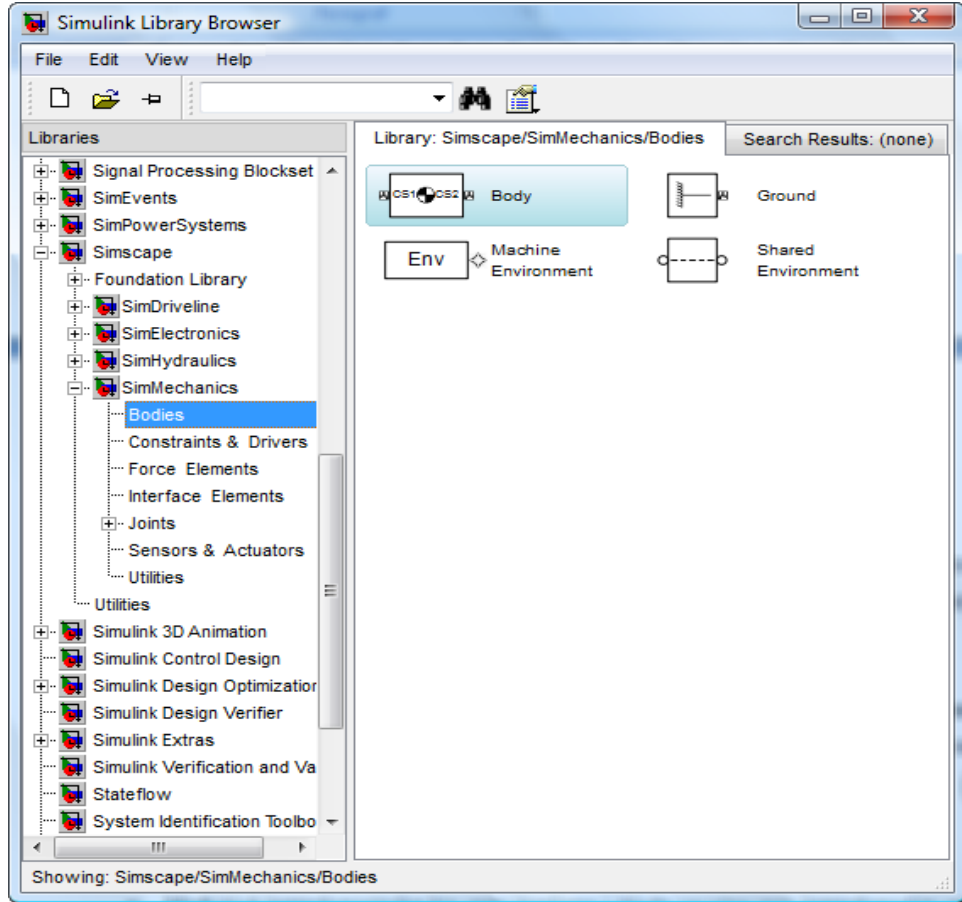 Simulink Library Browser
File Edit View Help
Libraries
Library: Simscape/SimMechanics/Bodies
Search Results: (none)
Signal Processing Blockset
SimEvents
SimPowerSystems
Simscape
Foundation Library
SimDriveline
SimElectronics
SimHydraulics
SimMechanics
Bodies
Constraints & Drivers
Force Elements
Interface Elements
Joints
Sensors & Actuators
Utilities
Utilities
Simulink 3D Animation
Simulink Control Design
Simulink Design Optimization
Simulink Design Verifier
Simulink Extras
Simulink Verification and Va
Stateflow
System Identification Toolbo
CS1 CS2 Body
Ground
Env
Machine
Environment
Shared
Environment
Showing: Simscape/SimMechanics/Bodies